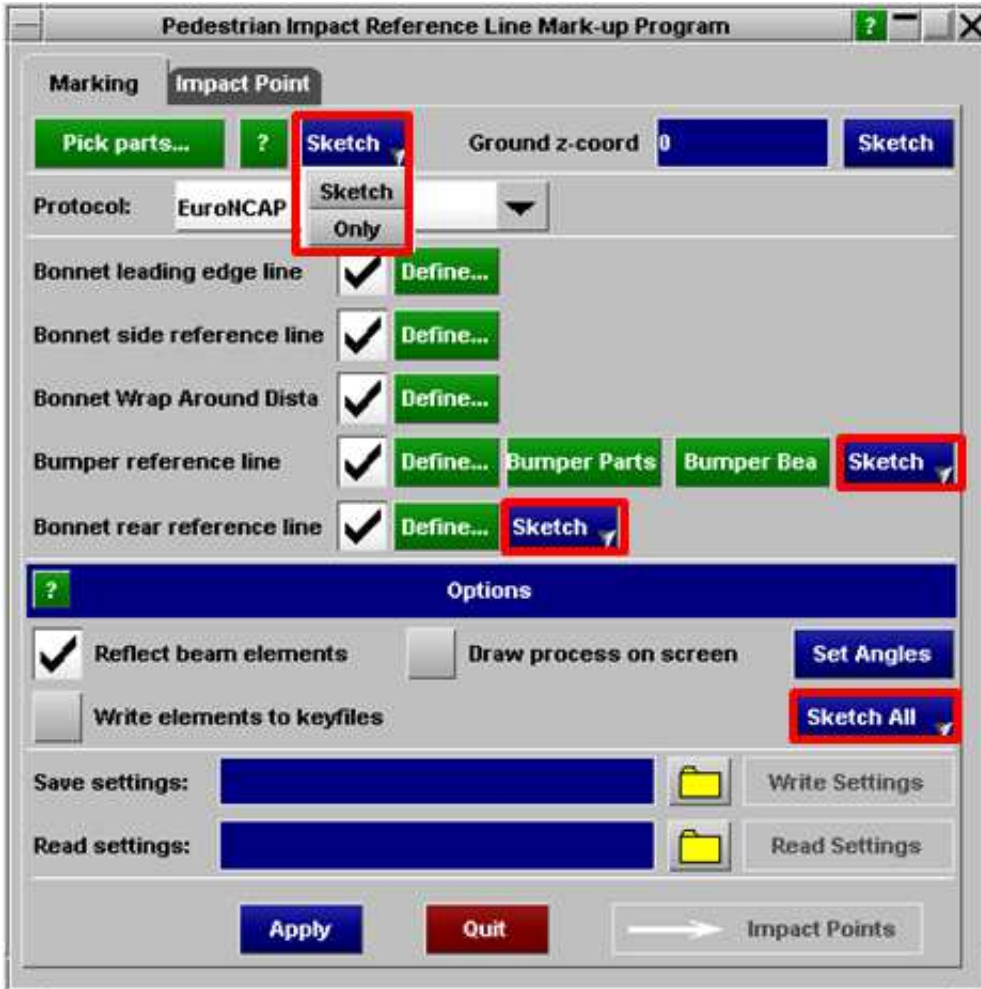 Pedestrian Impact Reference Line Mark-up Program ?
Marking Impact Point
Pick parts... ? Sketch Ground z-coord 0 Sketch
Sketch
Protocol: EuroNCAP
Only
Bonnet leading edge line Define...
Bonnet side reference line Define...
Bonnet Wrap Around Dista Define...
Bumper reference line Define... Bumper Parts Bumper Bea Sketch
Bonnet rear reference line Define... Sketch
? Options
Reflect beam elements Draw process on screen Set Angles
Write elements to keyfiles Sketch All
Save settings: Write Settings
Read settings: Read Settings
Apply Quit Impact Points